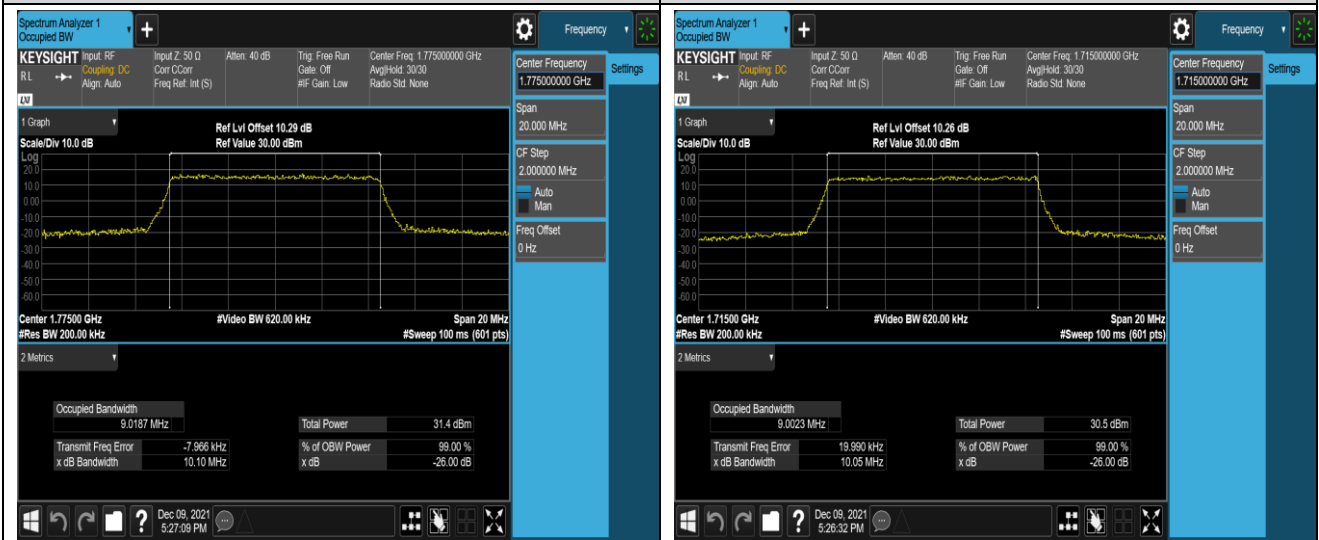 Spectrum Analyzer 1
Occupied BW
+
Frequency
KEYSIGHT Input: RF Input Z: 50 Ω Atten: 40 dB Trig: Free Run Center Freq: 1.775000000 GHz
RL Coupling: DC Corr CCorr Gate: Off Avg|Hold: 30/30
Align: Auto Freq Ref: Int (S) #IF Gain: Low Radio Std: None
LXI
Center Frequency
1.775000000 GHz
Settings
Span
20.000 MHz
CF Step
2.000000 MHz
Auto
Man
Freq Offset
0 Hz
1 Graph
Ref Lvl Offset 10.29 dB
Scale/Div 10.0 dB Ref Value 30.00 dBm
Log
20.0
10.0
0.00
-10.0
-20.0
-30.0
-40.0
-50.0
-60.0
Center 1.77500 GHz #Video BW 620.00 kHz Span 20 MHz
#Res BW 200.00 kHz #Sweep 100 ms (601 pts)
2 Metrics
Occupied Bandwidth
9.0187 MHz Total Power 31.4 dBm
Transmit Freq Error -7.966 kHz % of OBW Power 99.00 %
x dB Bandwidth 10.10 MHz x dB -26.00 dB
? Dec 09, 2021
5:27:09 PM
Spectrum Analyzer 1
Occupied BW
+
Frequency
KEYSIGHT Input: RF Input Z: 50 Ω Atten: 40 dB Trig: Free Run Center Freq: 1.715000000 GHz
RL Coupling: DC Corr CCorr Gate: Off Avg|Hold: 30/30
Align: Auto Freq Ref: Int (S) #IF Gain: Low Radio Std: None
LXI
Center Frequency
1.715000000 GHz
Settings
Span
20.000 MHz
CF Step
2.000000 MHz
Auto
Man
Freq Offset
0 Hz
1 Graph
Ref Lvl Offset 10.26 dB
Scale/Div 10.0 dB Ref Value 30.00 dBm
Log
20.0
10.0
0.00
-10.0
-20.0
-30.0
-40.0
-50.0
-60.0
Center 1.71500 GHz #Video BW 620.00 kHz Span 20 MHz
#Res BW 200.00 kHz #Sweep 100 ms (601 pts)
2 Metrics
Occupied Bandwidth
9.0023 MHz Total Power 30.5 dBm
Transmit Freq Error 19.990 kHz % of OBW Power 99.00 %
x dB Bandwidth 10.05 MHz x dB -26.00 dB
? Dec 09, 2021
5:26:32 PM